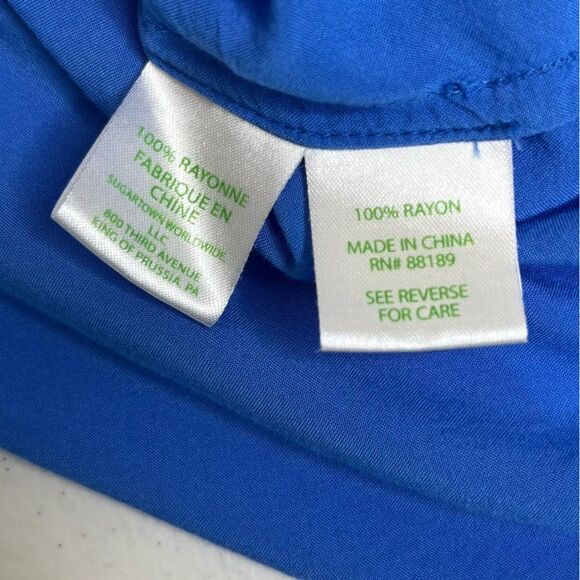 100% RAYONNE
FABRIQUE EN
CHINE
SUGARTOWN WORLDWIDE
LLC
800 THIRD AVENUE
KING OF PRUSSIA, PA
100% RAYON
MADE IN CHINA
RN# 88189
SEE REVERSE
FOR CARE